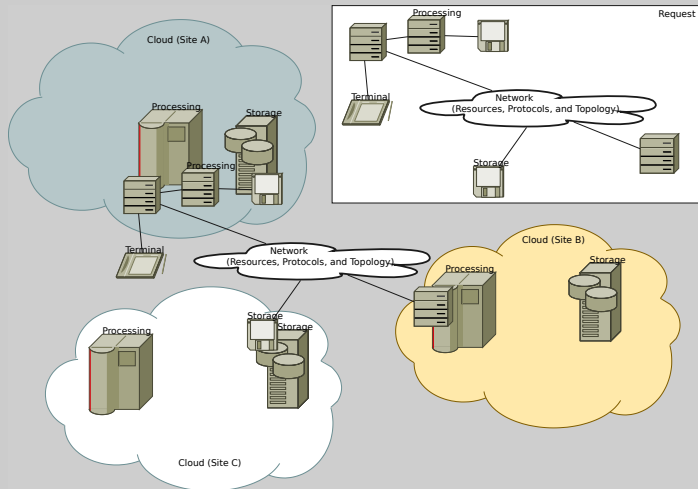 Request
Processing
Terminal
Network
(Resources, Protocols, and Topology)
Storage
Cloud (Site A)
Processing
Storage
Processing
Terminal
Network
(Resources, Protocols, and Topology)
Cloud (Site B)
Processing
Storage
Storage
Storage
Processing
Cloud (Site C)